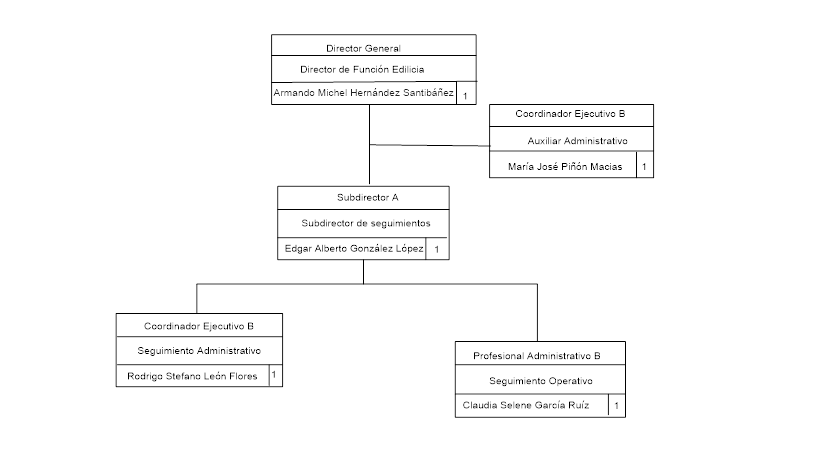 Director General
Director de Función Edilicia
Armando Michel Hernández Santibáñez 1
Coordinador Ejecutivo B
Auxiliar Administrativo
María José Piñón Macias 1
Subdirector A
Subdirector de seguimientos
Edgar Alberto González López 1
Coordinador Ejecutivo B
Seguimiento Administrativo
Rodrigo Stefano León Flores 1
Profesional Administrativo B
Seguimiento Operativo
Claudia Selene García Ruíz 1